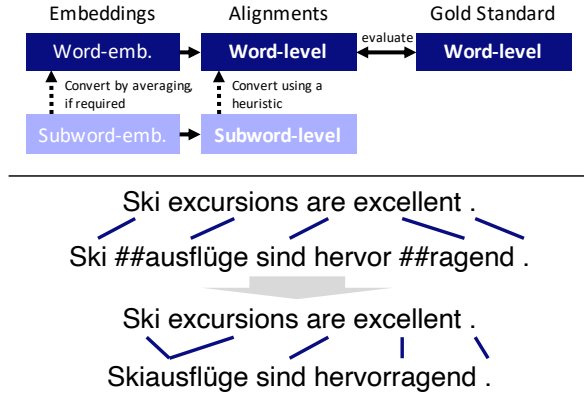 Embeddings Alignments Gold Standard
Word-emb. Word-level evaluate Word-level
Convert by averaging, if required
Convert using a heuristic
Subword-emb. Subword-level
Ski excursions are excellent .
Ski ##ausflüge sind hervor ##ragend .
Ski excursions are excellent .
Skiausflüge sind hervorragend .